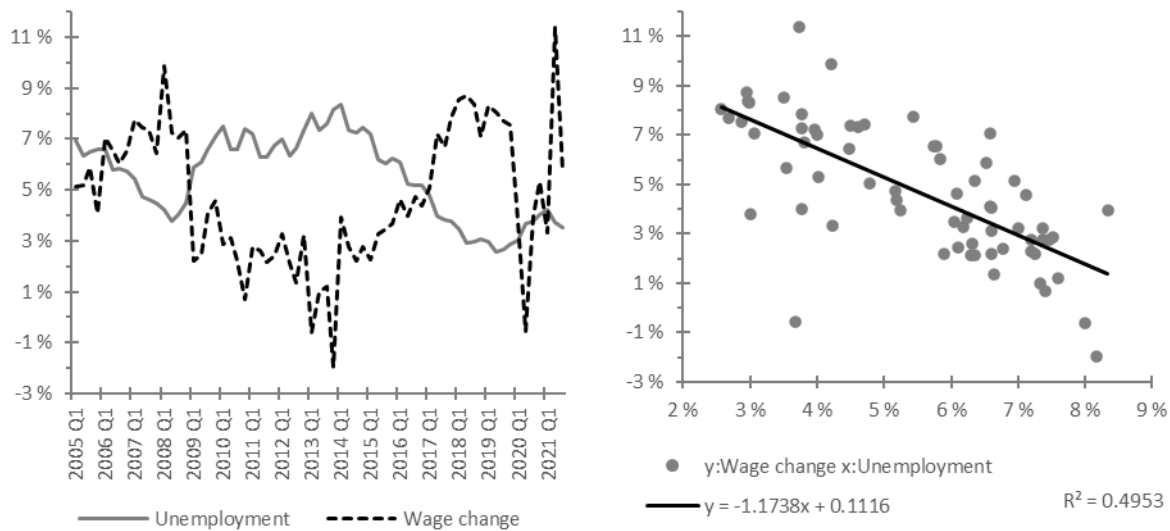 11 %
9 %
7 %
5 %
3 %
1 %
-1 %
-3 %
2005 Q1
2006 Q1
2007 Q1
2008 Q1
2009 Q1
2010 Q1
2011 Q1
2012 Q1
2013 Q1
2014 Q1
2015 Q1
2016 Q1
2017 Q1
2018 Q1
2019 Q1
2020 Q1
2021 Q1
Unemployment
Wage change
11 %
9 %
7 %
5 %
3 %
1 %
-1 %
-3 %
2 %
3 %
4 %
5 %
6 %
7 %
8 %
9 %
y:Wage change x:Unemployment
y = -1.1738x + 0.1116
R² = 0.4953